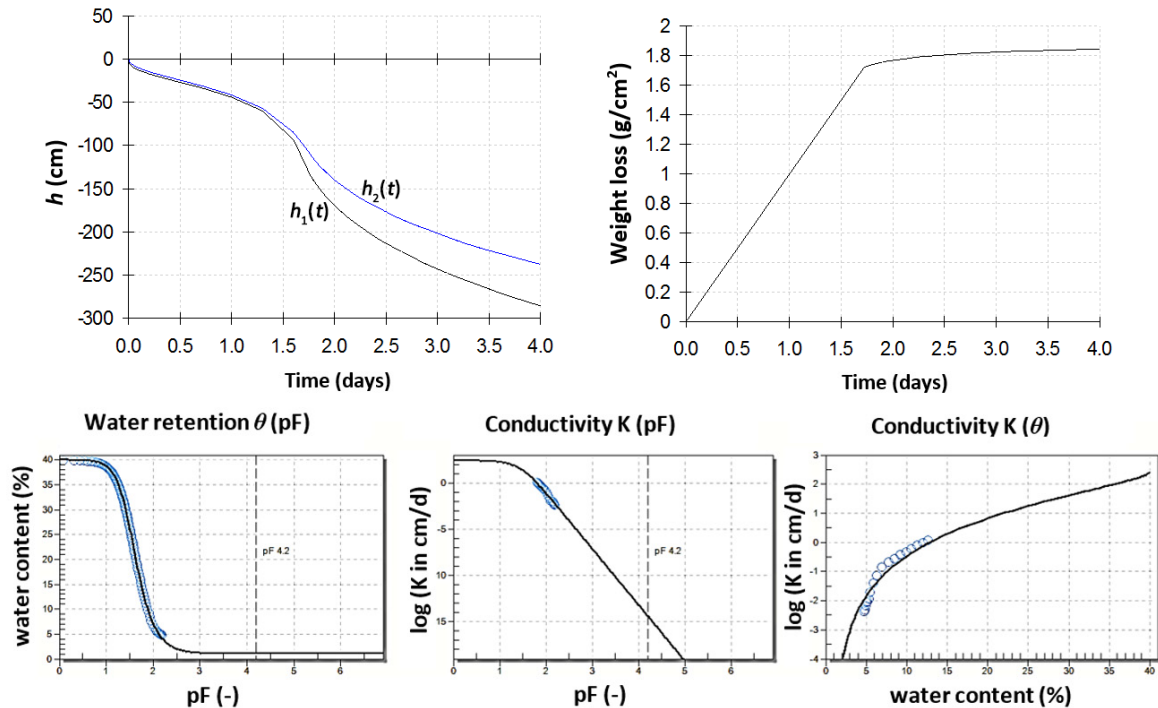 50
0
-50
-100
-150
-200
-250
-300
h (cm)
h₁(t)
h₂(t)
0.0 0.5 1.0 1.5 2.0 2.5 3.0 3.5 4.0
Time (days)
2
1.8
1.6
1.4
1.2
1
0.8
0.6
0.4
0.2
0
Weight loss (g/cm²)
0.0 0.5 1.0 1.5 2.0 2.5 3.0 3.5 4.0
Time (days)
Water retention θ (pF)
40
35
30
25
20
15
10
5
0
water content (%)
pF 4.2
0 1 2 3 4 5 6
pF (-)
Conductivity K (pF)
0
-5
10
15
log (K in cm/d)
pF 4.2
0 1 2 3 4 5 6
pF (-)
Conductivity K (θ)
3
2
1
0
-1
-2
-3
-4
log (K in cm/d)
0 5 10 15 20 25 30 35 40
water content (%)